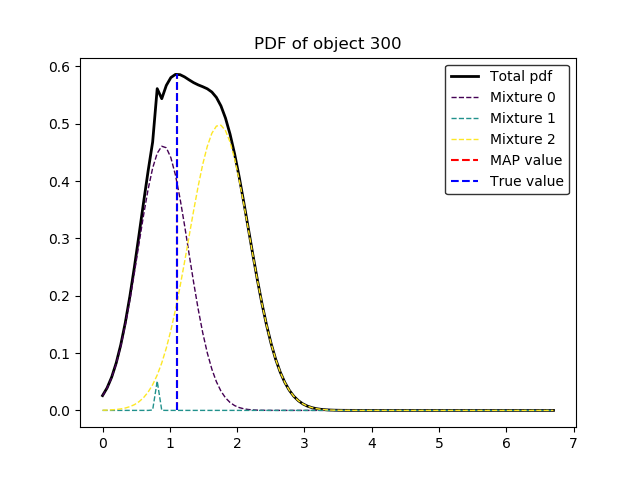 PDF of object 300
0.6
0.5
0.4
0.3
0.2
0.1
0.0
0 1 2 3 4 5 6 7
Total pdf
Mixture 0
Mixture 1
Mixture 2
MAP value
True value